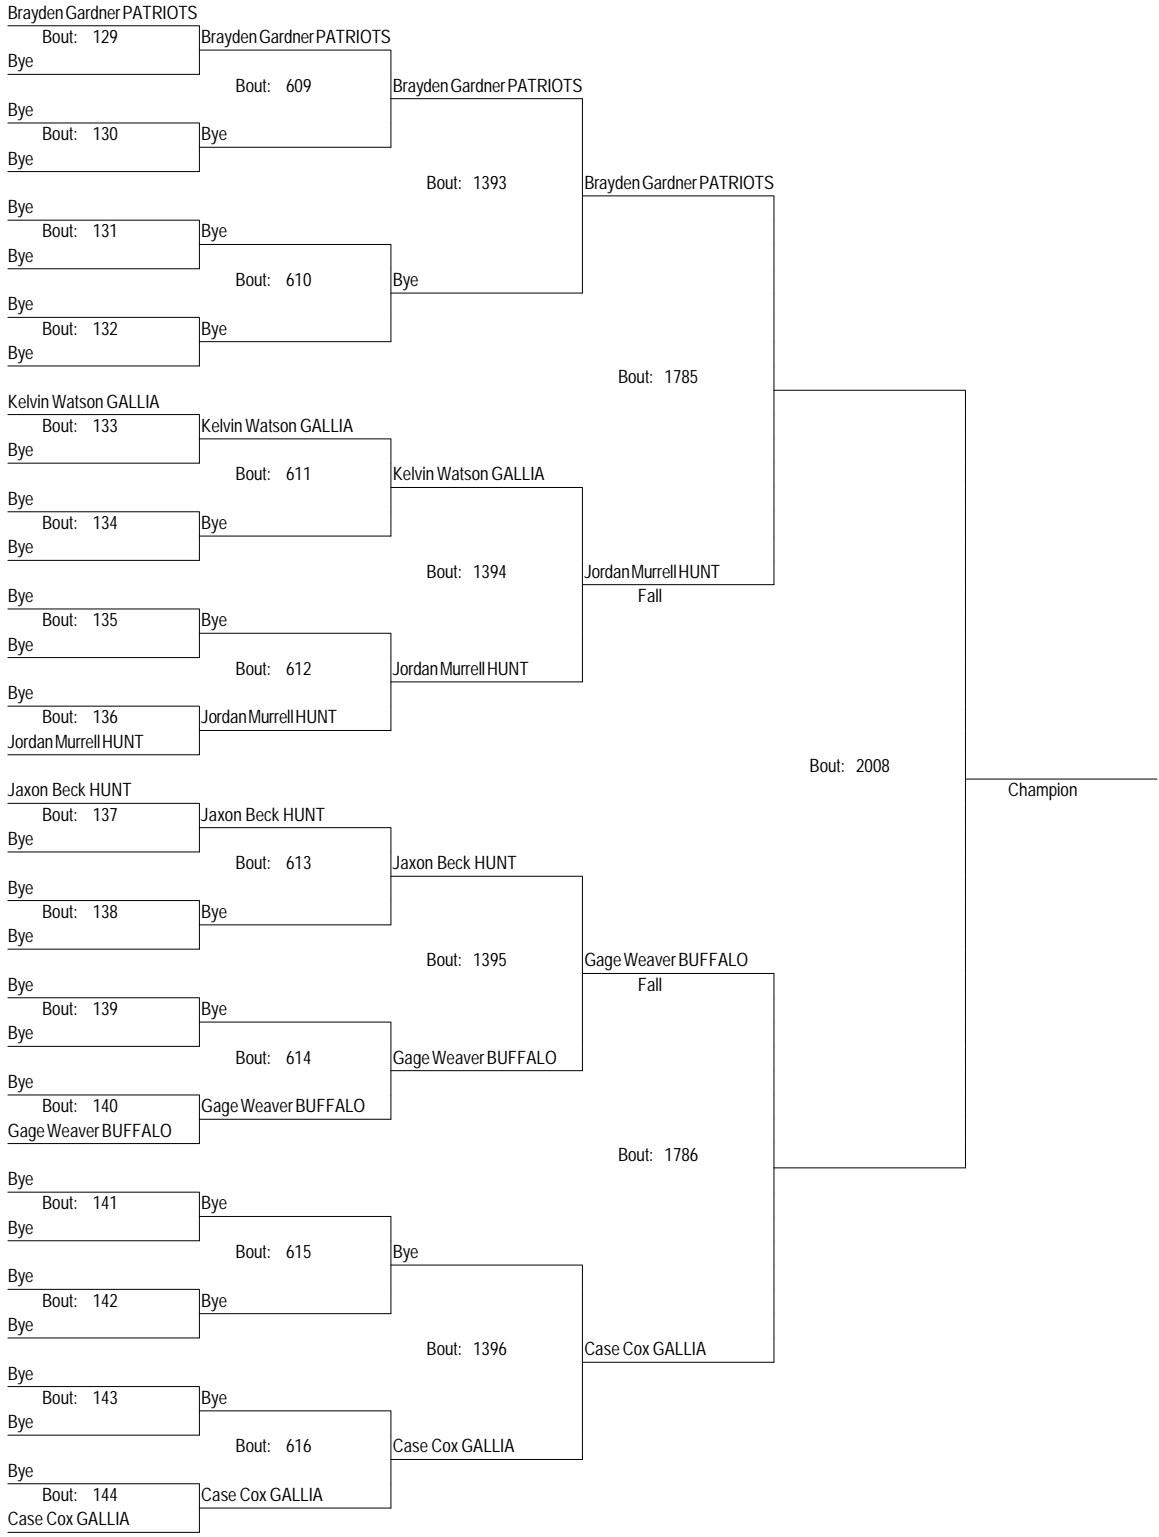 Brayden Gardner PATRIOTS
Bout: 129
Brayden Gardner PATRIOTS
Bye
Bout: 609
Brayden Gardner PATRIOTS
Bye
Bout: 130
Bye
Bye
Bout: 1393
Brayden Gardner PATRIOTS
Bye
Bout: 131
Bye
Bye
Bout: 610
Bye
Bye
Bout: 132
Bye
Bye
Bout: 1785
Kelvin Watson GALLIA
Bout: 133
Kelvin Watson GALLIA
Bye
Bout: 611
Kelvin Watson GALLIA
Bye
Bout: 134
Bye
Bye
Bout: 1394
Jordan Murrell HUNT
Fall
Bye
Bout: 135
Bye
Bye
Bout: 612
Jordan Murrell HUNT
Bye
Bout: 136
Jordan Murrell HUNT
Jordan Murrell HUNT
Bout: 2008
Champion
Jaxon Beck HUNT
Bout: 137
Jaxon Beck HUNT
Bye
Bout: 613
Jaxon Beck HUNT
Bye
Bout: 138
Bye
Bye
Bout: 1395
Gage Weaver BUFFALO
Fall
Bye
Bout: 139
Bye
Bye
Bout: 614
Gage Weaver BUFFALO
Bye
Bout: 140
Gage Weaver BUFFALO
Gage Weaver BUFFALO
Bout: 1786
Bye
Bout: 141
Bye
Bye
Bout: 615
Bye
Bye
Bout: 142
Bye
Bye
Bout: 1396
Case Cox GALLIA
Bye
Bout: 143
Bye
Bye
Bout: 616
Case Cox GALLIA
Bye
Bout: 144
Case Cox GALLIA
Case Cox GALLIA